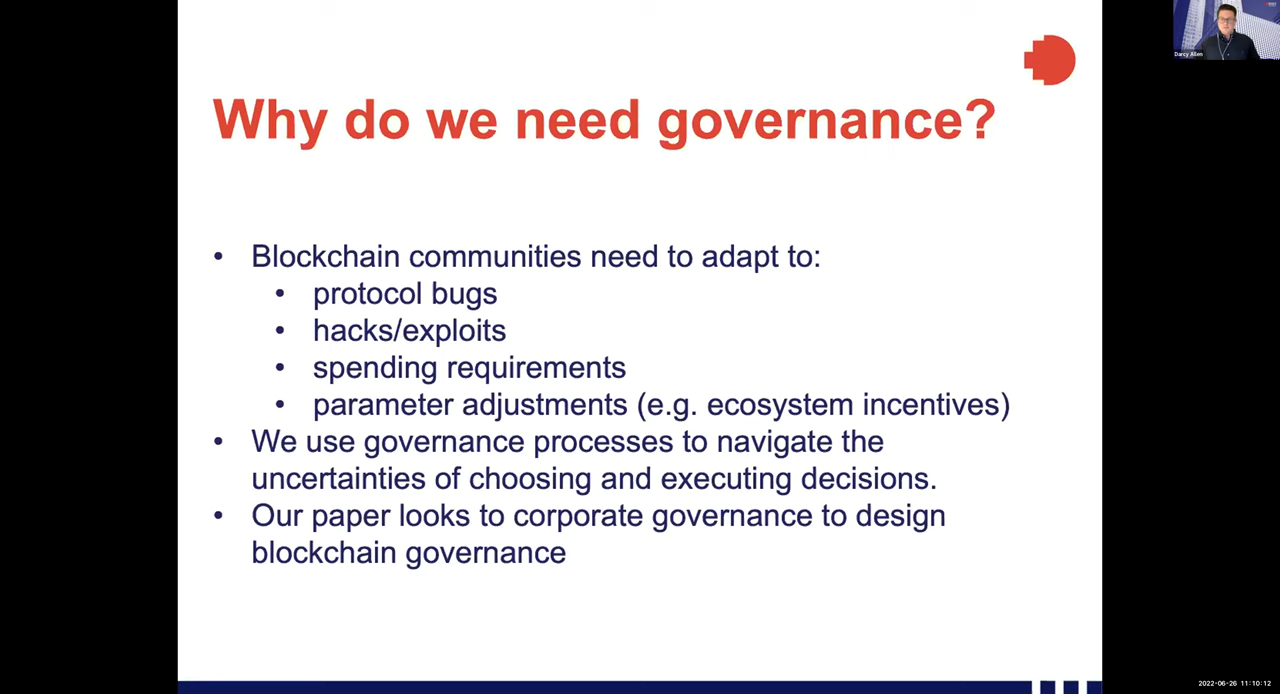 Why do we need governance?
• Blockchain communities need to adapt to:
• protocol bugs
• hacks/exploits
• spending requirements
• parameter adjustments (e.g. ecosystem incentives)
• We use governance processes to navigate the
uncertainties of choosing and executing decisions.
• Our paper looks to corporate governance to design
blockchain governance
Darcy Allen
2022-06-26 11:10:12